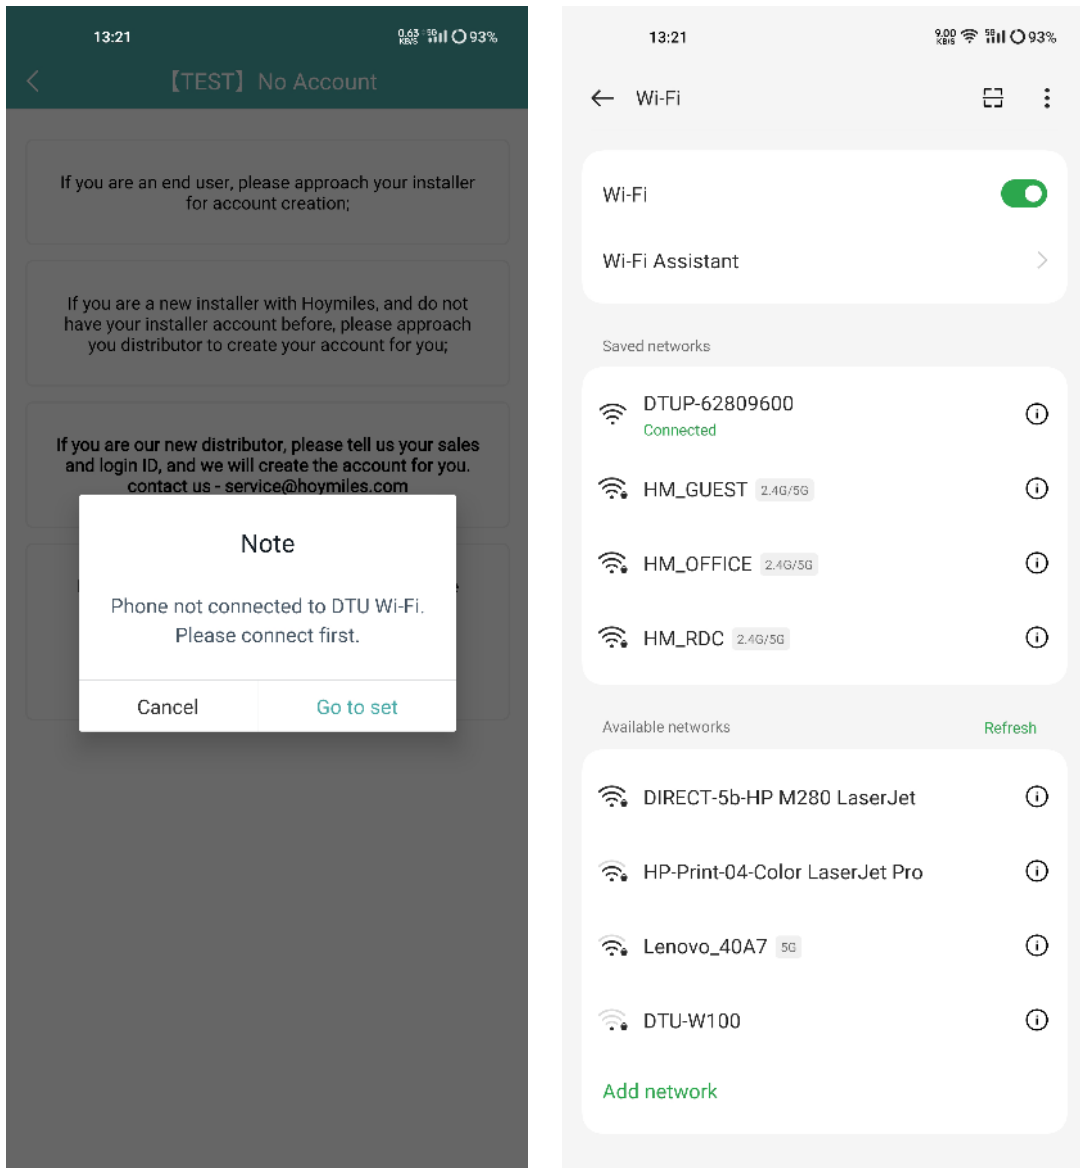 13:21
0.63 KB/S 5G 93%
【TEST】No Account
If you are an end user, please approach your installer
for account creation;
If you are a new installer with Hoymiles, and do not
have your installer account before, please approach
you distributor to create your account for you;
If you are our new distributor, please tell us your sales
and login ID, and we will create the account for you.
contact us - service@hoymiles.com
Note
Phone not connected to DTU Wi-Fi.
Please connect first.
Cancel
Go to set
13:21
9.00 KB/S 5G 93%
Wi-Fi
Wi-Fi
Wi-Fi Assistant
Saved networks
DTUP-62809600
Connected
HM_GUEST 2.4G/5G
HM_OFFICE 2.4G/5G
HM_RDC 2.4G/5G
Available networks
Refresh
DIRECT-5b-HP M280 LaserJet
HP-Print-04-Color LaserJet Pro
Lenovo_40A7 5G
DTU-W100
Add network